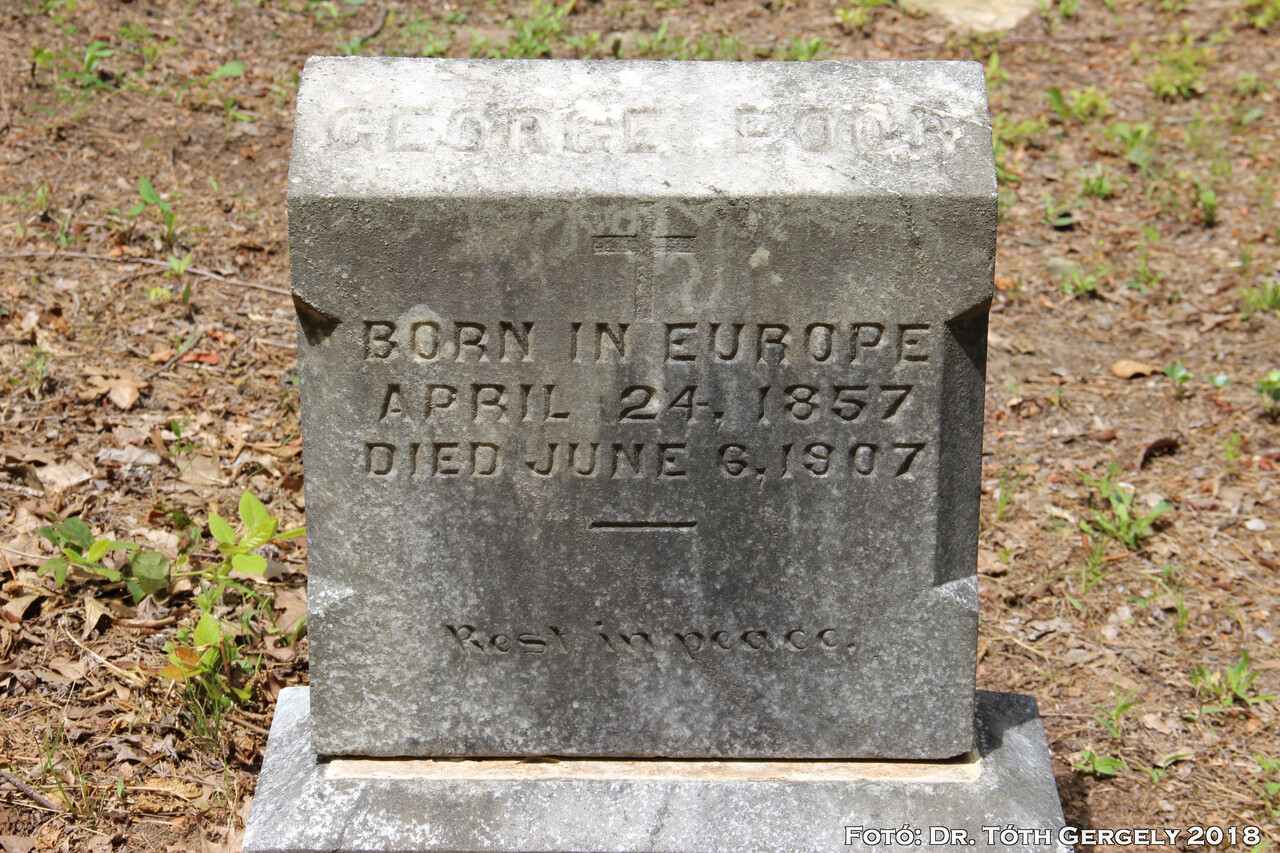 GEORGE
BORN IN EUROPE
APRIL 24, 1857
DIED JUNE 6, 1907
Rest in peace.
FOTÓ: DR. TÓTH GERGELY 2018